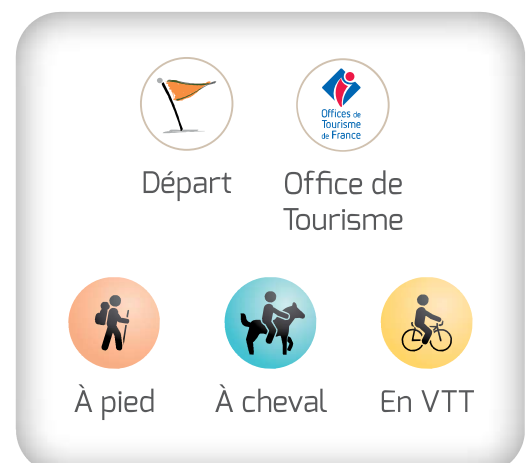 Offices de
Tourisme
de France
Départ
Office de
Tourisme
À pied
À cheval
En VTT